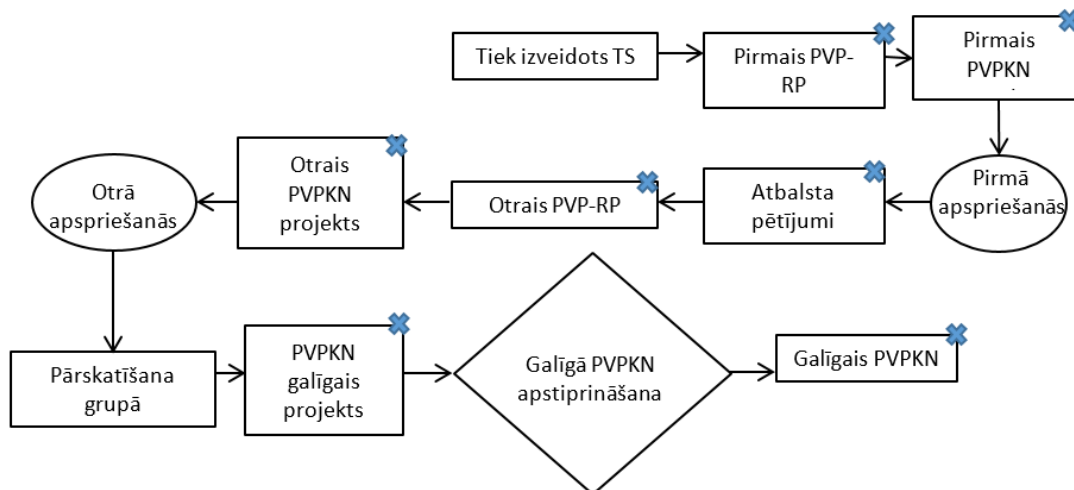 Tiek izveidots TS
Pirmais PVP-
RP
Pirmais
PVPKN
Pirmā
apspriešanās
Atbalsta
pētījumi
Otrais PVP-RP
Otrais
PVPKN
projekts
Otrā
apspriešanās
Pārskatīšana
grupā
PVPKN
galīgais
projekts
Galīgā PVPKN
apstiprināšana
Galīgais PVPKN